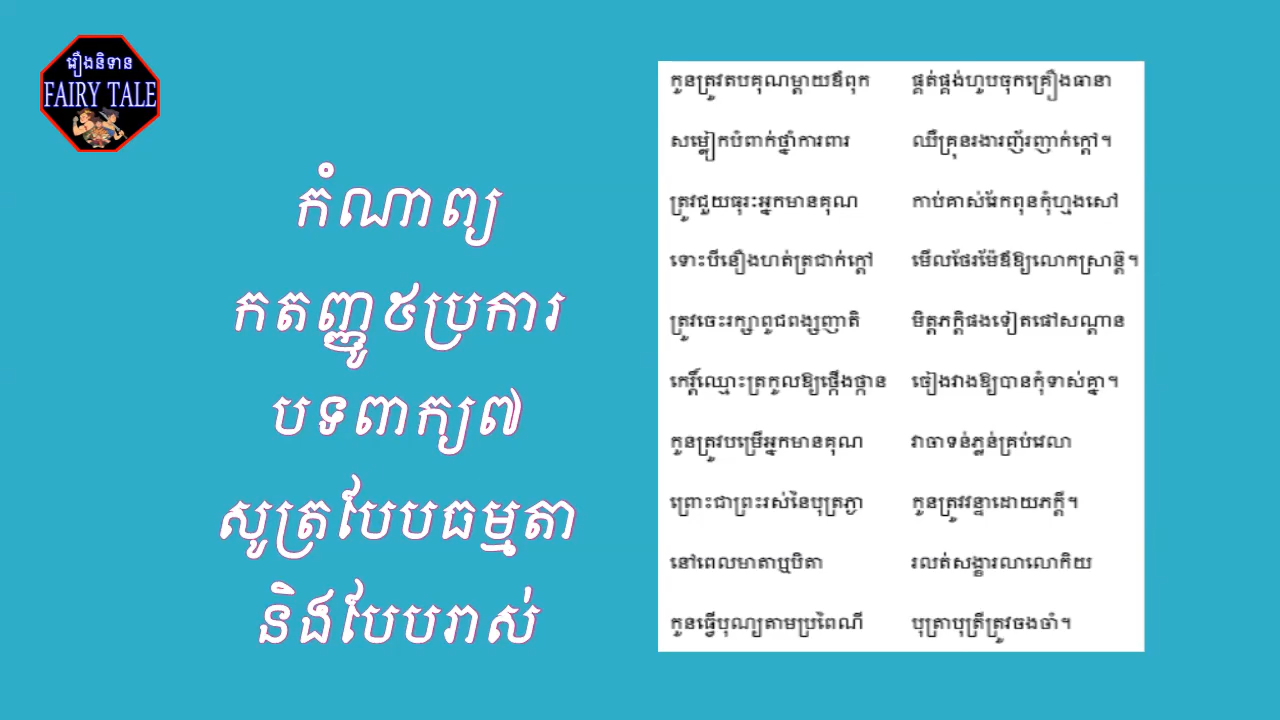 រឿងនិទាន
FAIRY TALE
កំណាព្យ
កតញ្ញូ៥ប្រការ
បទពាក្យ៧
សូត្របែបធម្មតា
និងបែបរាស់
កូនត្រូវតបគុណម្ដាយឪពុក ផ្គត់ផ្គង់ហូបចុកគ្រឿងធានា
សម្លៀកបំពាក់ថ្នាំការពារ ឈឺគ្រុនរងារញ័រញាក់ក្ដៅ។
ត្រូវជួយធុរៈអ្នកមានគុណ កាប់គាស់រែកពុនកុំហ្មងសៅ
ទោះបីនឿងហត់ត្រជាក់ក្ដៅ មើលថែរម៉ែឪឱ្យលោកស្រាន្ត៊។
ត្រូវចេះរក្សាពូជពង្សញាតិ មិត្តភក្តិផងទៀតផៅសណ្ដាន
កេរ្តិ៍ឈ្មោះត្រកូលឱ្យថ្កើងថ្កាន ចៀងវាងឱ្យបានកុំទាស់គ្នា។
កូនត្រូវបម្រើអ្នកមានគុណ វាចាទន់ភ្លន់គ្រប់វេលា
ព្រោះជាព្រះរស់នៃបុត្រភ្ងា កូនត្រូវវន្ទាដោយភក្ដី។
នៅពេលមាតាឬបិតា រលត់សង្ខារលាលោកិយ
កូនធ្វើបុណ្យតាមប្រពៃណី បុត្រាបុត្រីត្រូវចងចាំ។